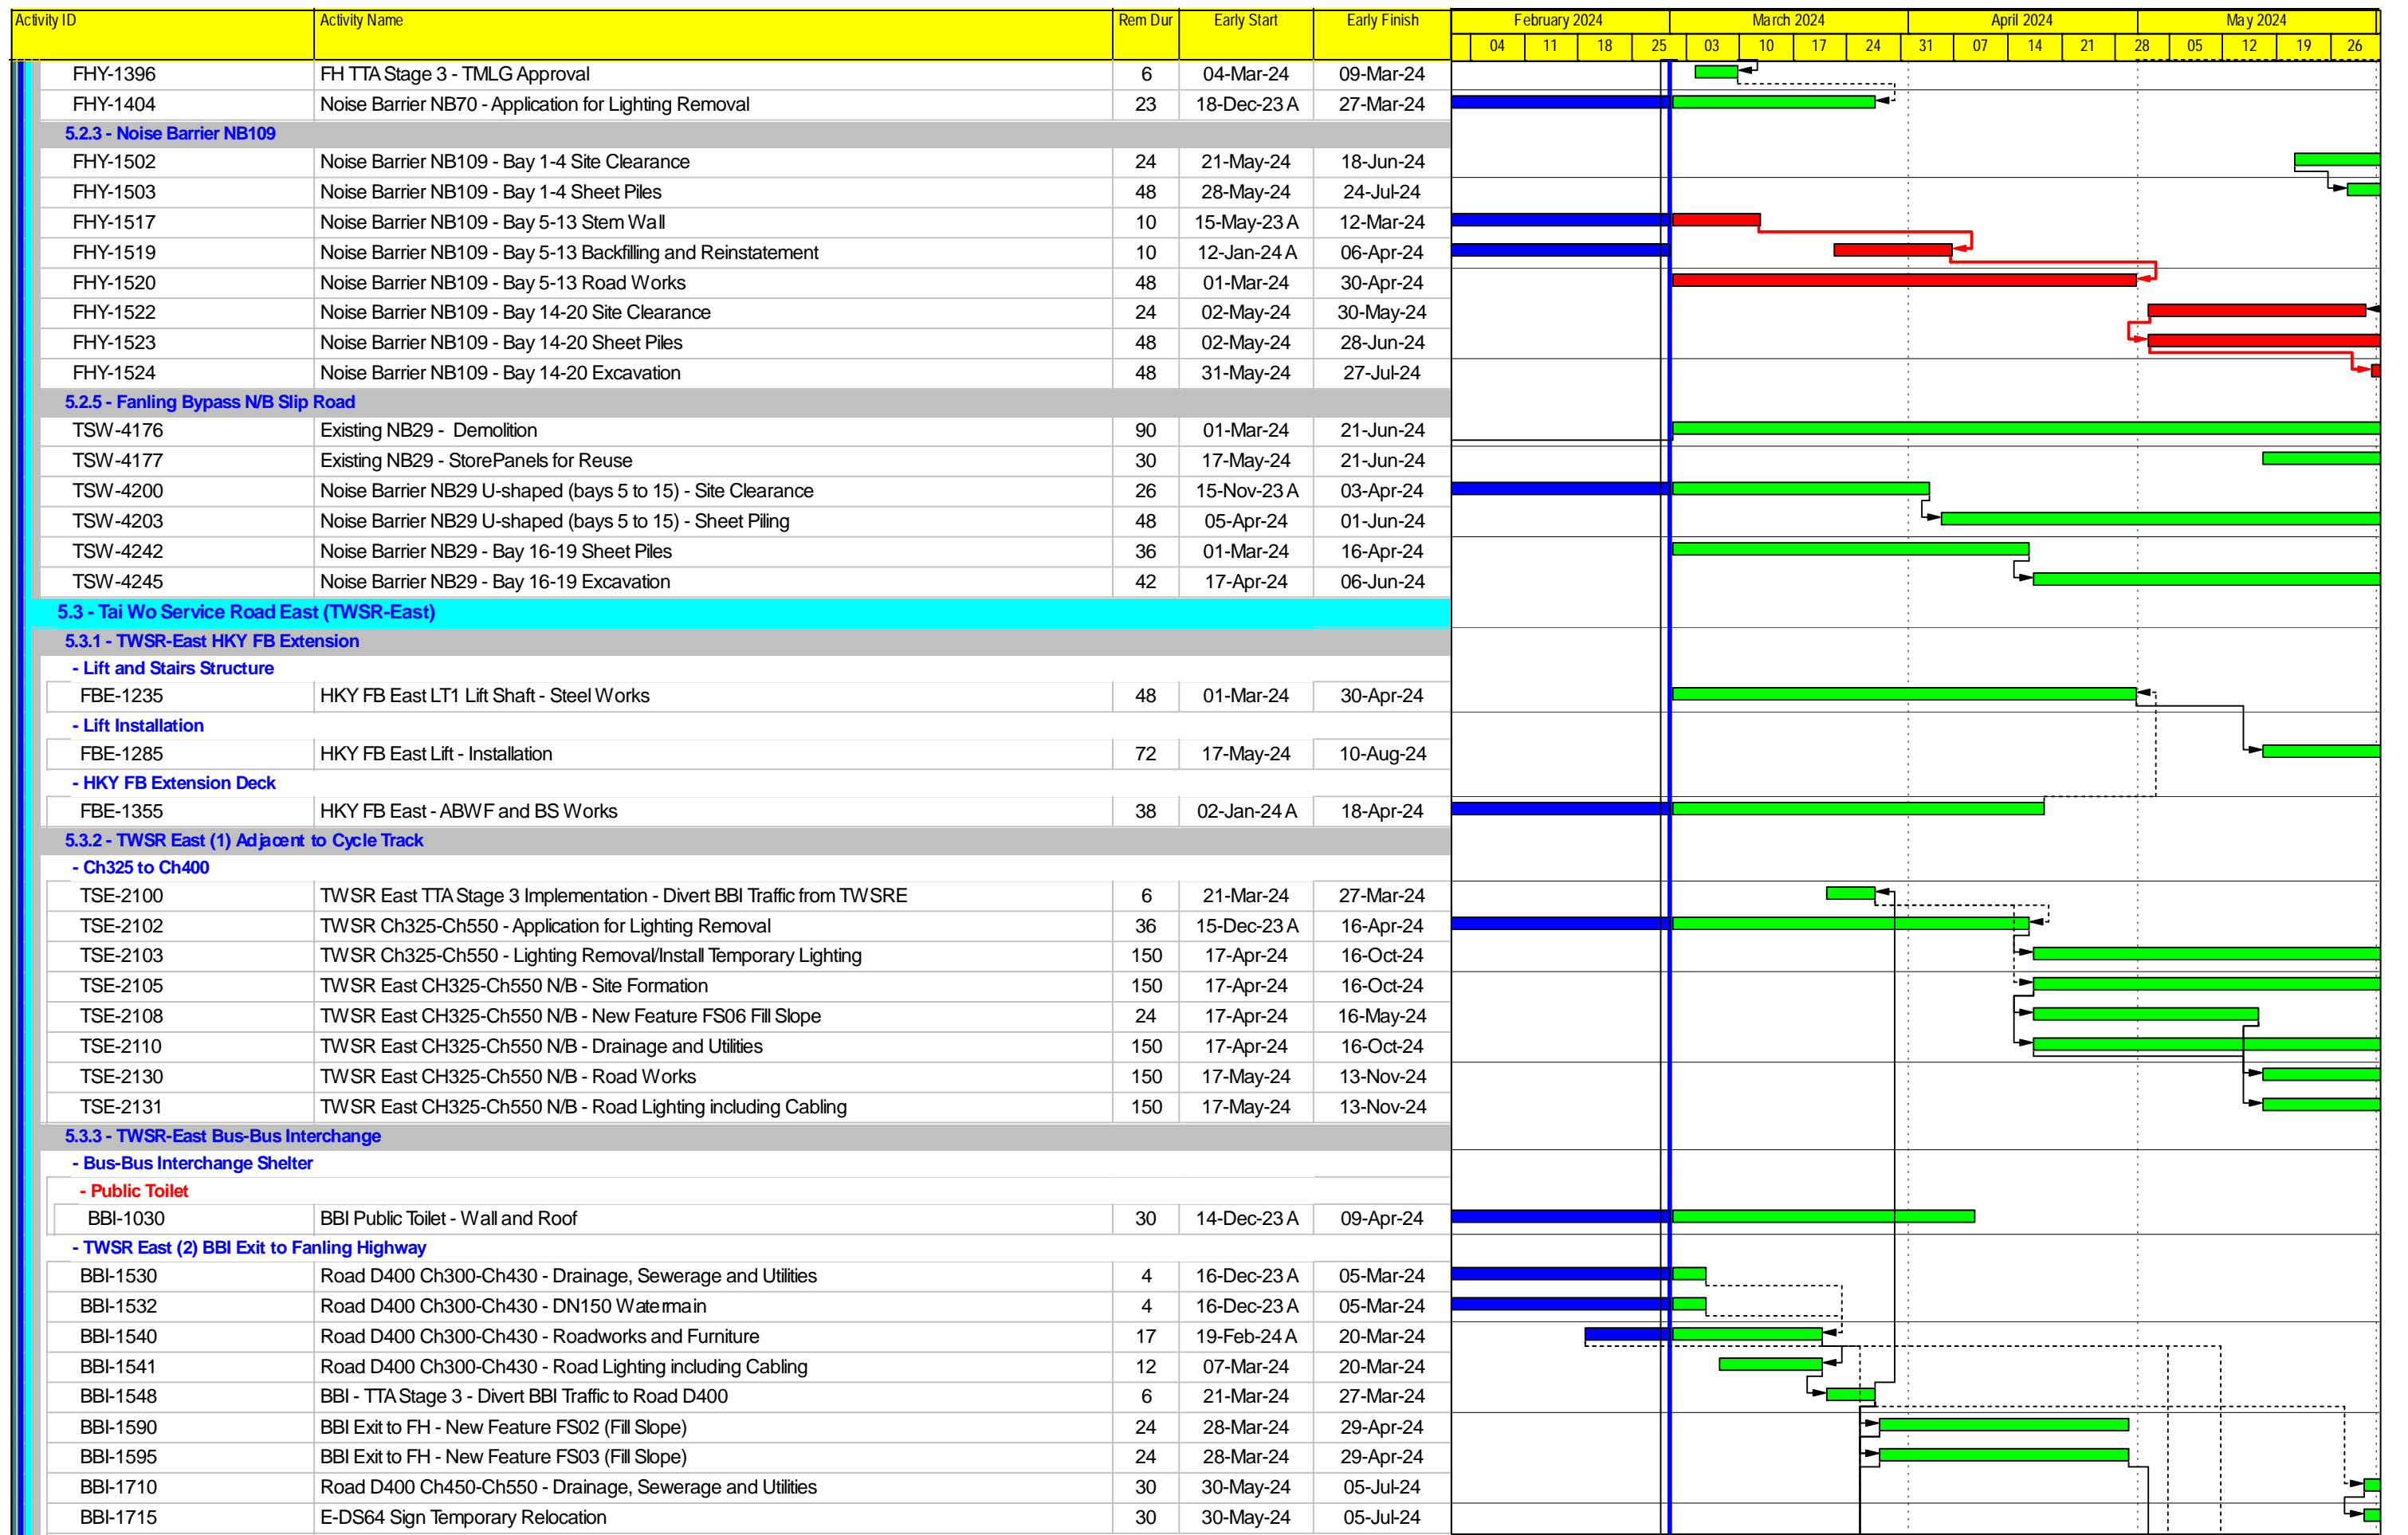 Activity ID Activity Name Rem Dur Early Start Early Finish February 2024 March 2024 April 2024 May 2024
04 11 18 25 03 10 17 24 31 07 14 21 28 05 12 19 26
FHY-1396 FH TTA Stage 3 - TMLG Approval 6 04-Mar-24 09-Mar-24
FHY-1404 Noise Barrier NB70 - Application for Lighting Removal 23 18-Dec-23 A 27-Mar-24
5.2.3 - Noise Barrier NB109
FHY-1502 Noise Barrier NB109 - Bay 1-4 Site Clearance 24 21-May-24 18-Jun-24
FHY-1503 Noise Barrier NB109 - Bay 1-4 Sheet Piles 48 28-May-24 24-Jul-24
FHY-1517 Noise Barrier NB109 - Bay 5-13 Stem Wall 10 15-May-23 A 12-Mar-24
FHY-1519 Noise Barrier NB109 - Bay 5-13 Backfilling and Reinstatement 10 12-Jan-24 A 06-Apr-24
FHY-1520 Noise Barrier NB109 - Bay 5-13 Road Works 48 01-Mar-24 30-Apr-24
FHY-1522 Noise Barrier NB109 - Bay 14-20 Site Clearance 24 02-May-24 30-May-24
FHY-1523 Noise Barrier NB109 - Bay 14-20 Sheet Piles 48 02-May-24 28-Jun-24
FHY-1524 Noise Barrier NB109 - Bay 14-20 Excavation 48 31-May-24 27-Jul-24
5.2.5 - Fanling Bypass N/B Slip Road
TSW-4176 Existing NB29 - Demolition 90 01-Mar-24 21-Jun-24
TSW-4177 Existing NB29 - StorePanels for Reuse 30 17-May-24 21-Jun-24
TSW-4200 Noise Barrier NB29 U-shaped (bays 5 to 15) - Site Clearance 26 15-Nov-23 A 03-Apr-24
TSW-4203 Noise Barrier NB29 U-shaped (bays 5 to 15) - Sheet Piling 48 05-Apr-24 01-Jun-24
TSW-4242 Noise Barrier NB29 - Bay 16-19 Sheet Piles 36 01-Mar-24 16-Apr-24
TSW-4245 Noise Barrier NB29 - Bay 16-19 Excavation 42 17-Apr-24 06-Jun-24
5.3 - Tai Wo Service Road East (TWSR-East)
5.3.1 - TWSR-East HKY FB Extension
- Lift and Stairs Structure
FBE-1235 HKY FB East LT1 Lift Shaft - Steel Works 48 01-Mar-24 30-Apr-24
- Lift Installation
FBE-1285 HKY FB East Lift - Installation 72 17-May-24 10-Aug-24
- HKY FB Extension Deck
FBE-1355 HKY FB East - ABWF and BS Works 38 02-Jan-24 A 18-Apr-24
5.3.2 - TWSR East (1) Adjacent to Cycle Track
- Ch325 to Ch400
TSE-2100 TWSR East TTA Stage 3 Implementation - Divert BBI Traffic from TWSRE 6 21-Mar-24 27-Mar-24
TSE-2102 TWSR Ch325-Ch550 - Application for Lighting Removal 36 15-Dec-23 A 16-Apr-24
TSE-2103 TWSR Ch325-Ch550 - Lighting Removal/Install Temporary Lighting 150 17-Apr-24 16-Oct-24
TSE-2105 TWSR East CH325-Ch550 N/B - Site Formation 150 17-Apr-24 16-Oct-24
TSE-2108 TWSR East CH325-Ch550 N/B - New Feature FS06 Fill Slope 24 17-Apr-24 16-May-24
TSE-2110 TWSR East CH325-Ch550 N/B - Drainage and Utilities 150 17-Apr-24 16-Oct-24
TSE-2130 TWSR East CH325-Ch550 N/B - Road Works 150 17-May-24 13-Nov-24
TSE-2131 TWSR East CH325-Ch550 N/B - Road Lighting including Cabling 150 17-May-24 13-Nov-24
5.3.3 - TWSR-East Bus-Bus Interchange
- Bus-Bus Interchange Shelter
- Public Toilet
BBI-1030 BBI Public Toilet - Wall and Roof 30 14-Dec-23 A 09-Apr-24
- TWSR East (2) BBI Exit to Fanling Highway
BBI-1530 Road D400 Ch300-Ch430 - Drainage, Sewerage and Utilities 4 16-Dec-23 A 05-Mar-24
BBI-1532 Road D400 Ch300-Ch430 - DN150 Watermain 4 16-Dec-23 A 05-Mar-24
BBI-1540 Road D400 Ch300-Ch430 - Roadworks and Furniture 17 19-Feb-24 A 20-Mar-24
BBI-1541 Road D400 Ch300-Ch430 - Road Lighting including Cabling 12 07-Mar-24 20-Mar-24
BBI-1548 BBI - TTA Stage 3 - Divert BBI Traffic to Road D400 6 21-Mar-24 27-Mar-24
BBI-1590 BBI Exit to FH - New Feature FS02 (Fill Slope) 24 28-Mar-24 29-Apr-24
BBI-1595 BBI Exit to FH - New Feature FS03 (Fill Slope) 24 28-Mar-24 29-Apr-24
BBI-1710 Road D400 Ch450-Ch550 - Drainage, Sewerage and Utilities 30 30-May-24 05-Jul-24
BBI-1715 E-DS64 Sign Temporary Relocation 30 30-May-24 05-Jul-24